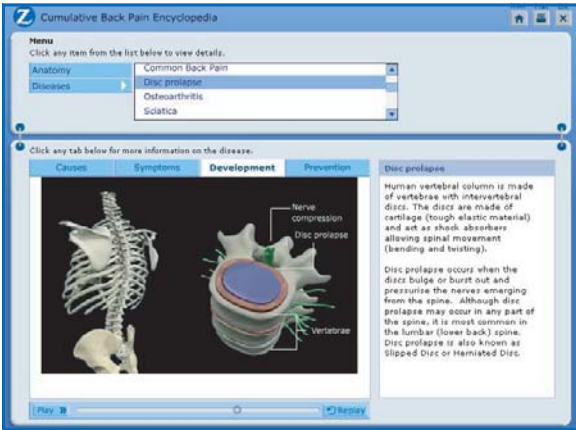 Z Cumulative Back Pain Encyclopedia
Menu
Click any item from the list below to view details.
Anatomy
Diseases
Common Back Pain
Disc prolapse
Osteoarthritis
Sciatica
Click any tab below for more information on the disease.
Causes Symptoms Development Prevention
Nerve
compression
Disc prolapse
Vertebrae
Disc prolapse
Human vertebral column is made
of vertebrae with intervertebral
discs. The discs are made of
cartilage (tough elastic material)
and act as shock absorbers
allowing spinal movement
(bending and twisting).
Disc prolapse occurs when the
discs bulge or burst out and
pressurise the nerves emerging
from the spine. Although disc
prolapse may occur in any part of
the spine, it is most common in
the lumbar (lower back) spine.
Disc prolapse is also known as
Slipped Disc or Herniated Disc.
Play Replay